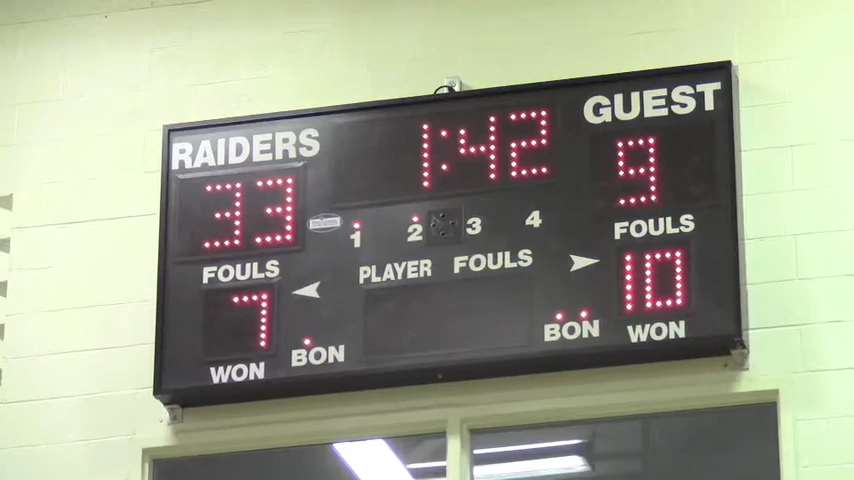 RAIDERS 1:42 GUEST
33 9
1 2 3 4
FOULS PLAYER FOULS FOULS
7 10
WON BON BON WON